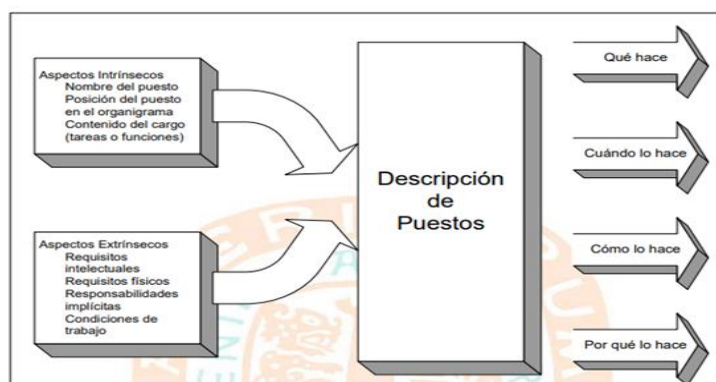 Aspectos Intrínsecos
Nombre del puesto
Posición del puesto
en el organigrama
Contenido del cargo
(tareas o funciones)
Aspectos Extrínsecos
Requisitos
intelectuales
Requisitos físicos
Responsabilidades
implícitas
Condiciones de
trabajo
Descripción
de
Puestos
Qué hace
Cuándo lo hace
Cómo lo hace
Por qué lo hace